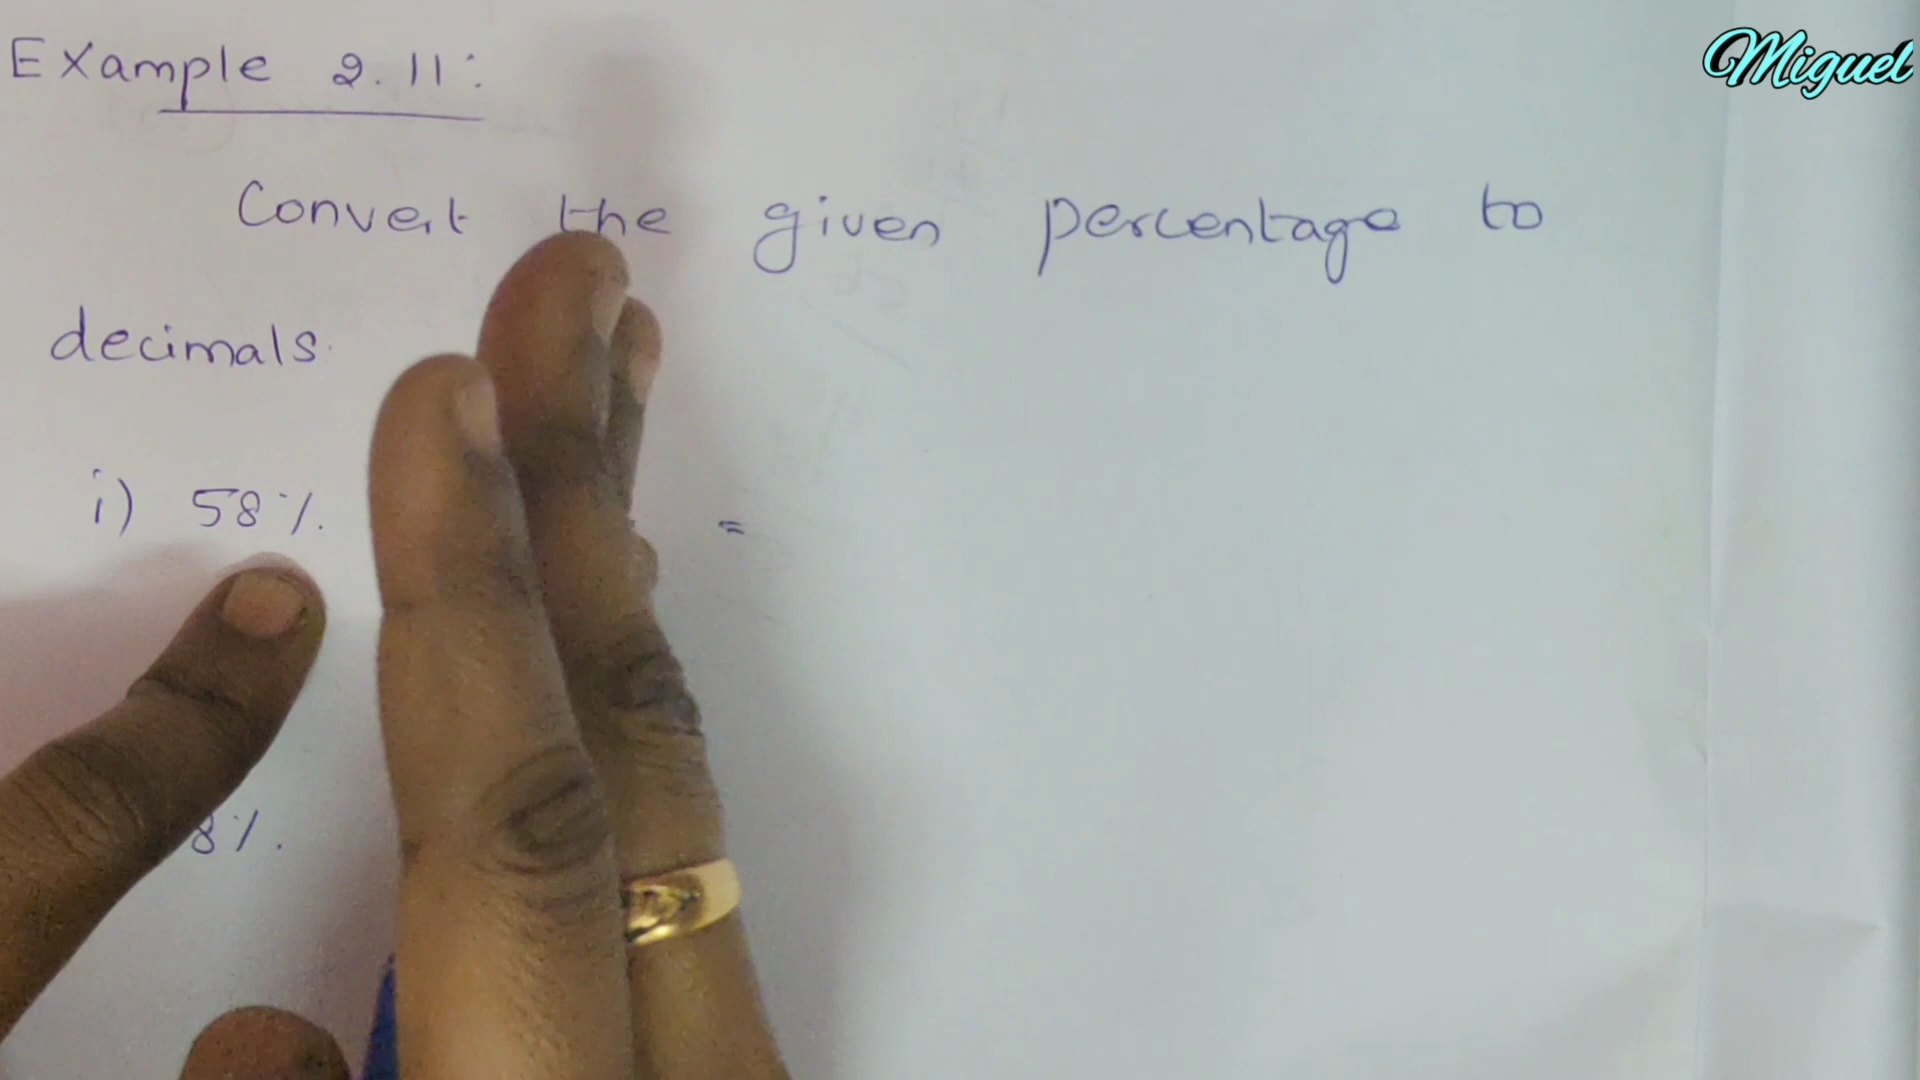 Example 2.11:
Miguel
Convert the given percentage to
decimals.
i) 58% =
8%.